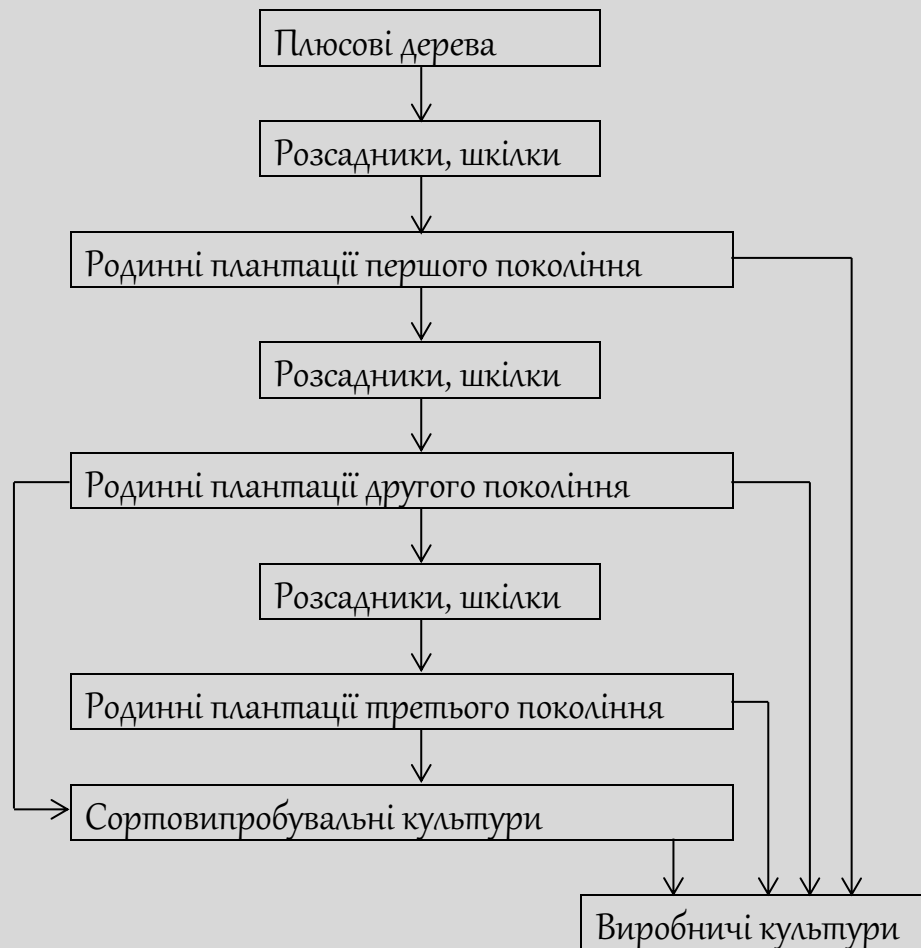 Плюсові дерева
Розсадники, шкілки
Родинні плантації першого покоління
Розсадники, шкілки
Родинні плантації другого покоління
Розсадники, шкілки
Родинні плантації третього покоління
Сортовипробувальні культури
Виробничі культури